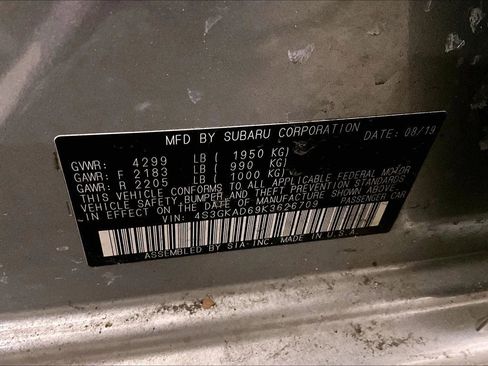 MFD BY SUBARU CORPORATION DATE: 08/19
GVWR: 4299 LB ( 1950 KG)
GAWR: F 2183 LB ( 990 KG)
GAWR: R 2205 LB ( 1000 KG)
THIS VEHICLE CONFORMS TO ALL APPLICABLE FEDERAL MOTOR
VEHICLE SAFETY, BUMPER AND THEFT PREVENTION STANDARDS
IN EFFECT ON THE DATE OF MANUFACTURE SHOWN ABOVE.
VIN: 4S3GKAD69K3626709 PASSENGER CAR
ASSEMBLED BY SIA-INC. MADE IN U.S.A.